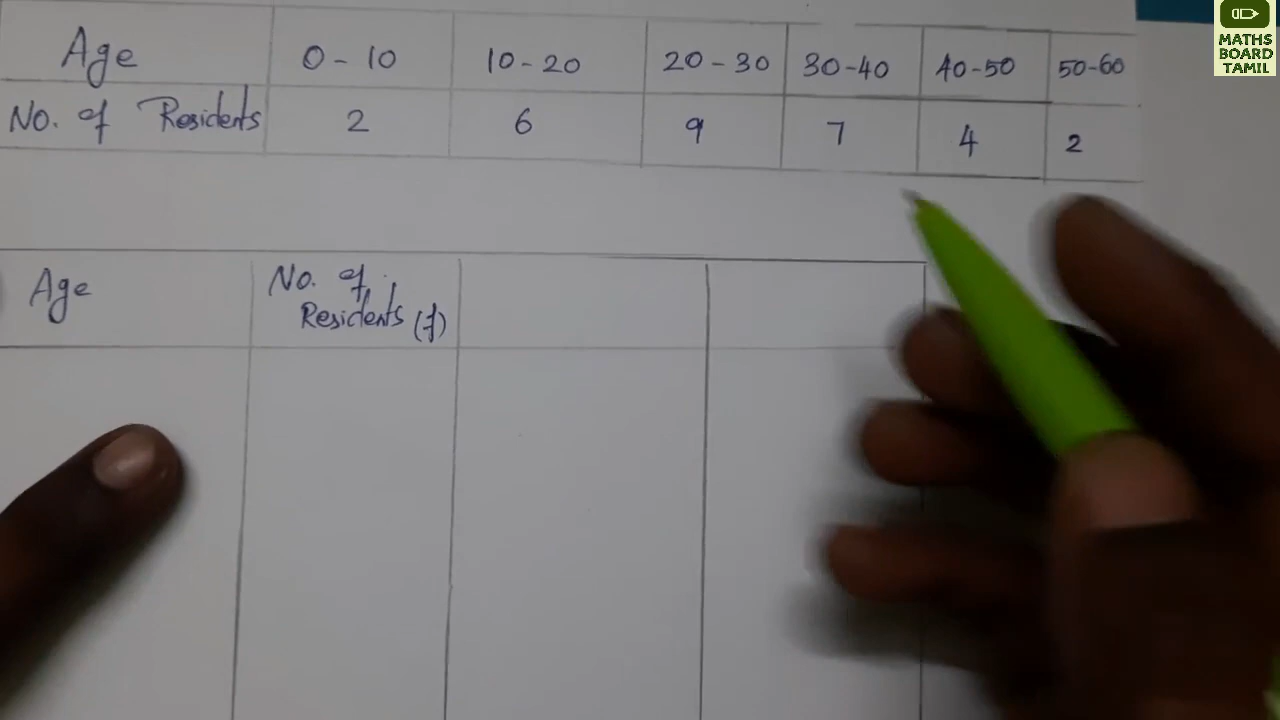 Age 0-10 10-20 20-30 30-40 40-50 50-60
No. of Residents 2 6 9 7 4 2
Age No. of Residents (f)
MATHS
BOARD
TAMIL